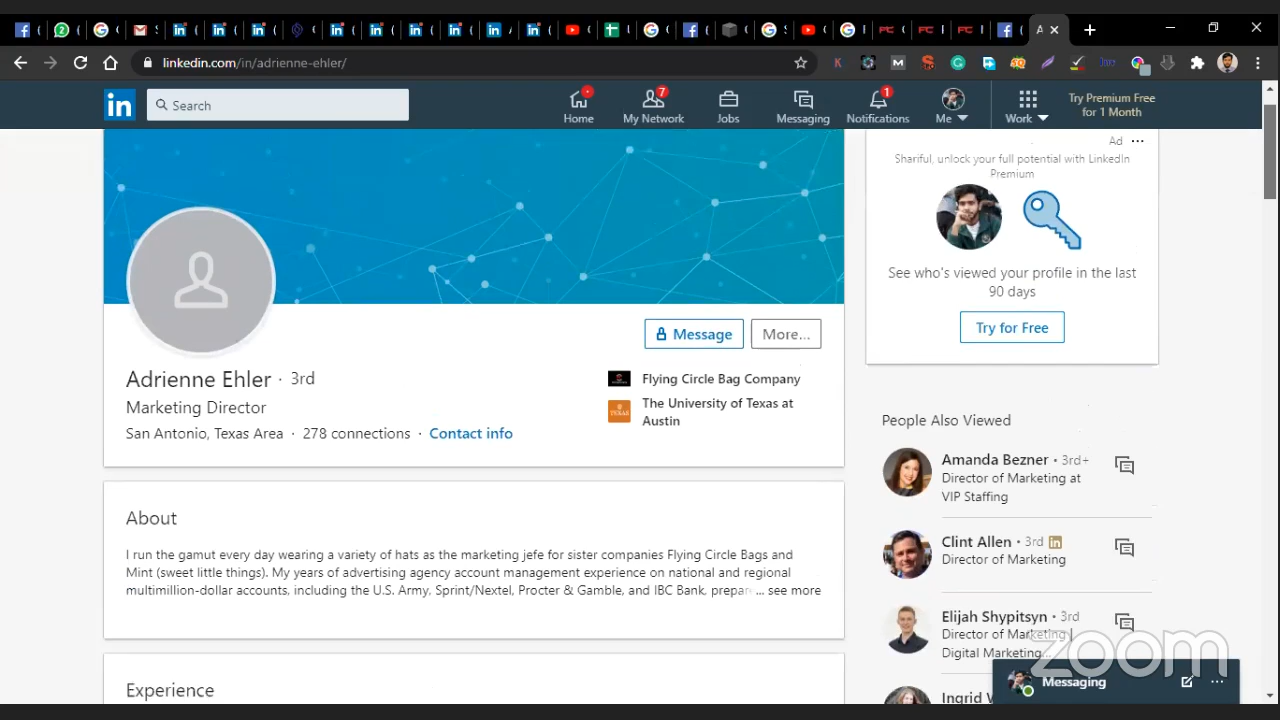 linkedin.com/in/adrienne-ehler/
in
Search
Home
My Network
7
Jobs
Messaging
Notifications
1
Me
Work
Try Premium Free
for 1 Month
Ad ...
Shariful, unlock your full potential with LinkedIn
Premium
See who's viewed your profile in the last
90 days
Try for Free
Message
More...
Adrienne Ehler · 3rd
Marketing Director
San Antonio, Texas Area · 278 connections · Contact info
Flying Circle Bag Company
TEXAS
The University of Texas at
Austin
About
I run the gamut every day wearing a variety of hats as the marketing jefe for sister companies Flying Circle Bags and
Mint (sweet little things). My years of advertising agency account management experience on national and regional
multimillion-dollar accounts, including the U.S. Army, Sprint/Nextel, Procter & Gamble, and IBC Bank, prepar ... see more
Experience
People Also Viewed
Amanda Bezner • 3rd+
Director of Marketing at
VIP Staffing
Clint Allen • 3rd in
Director of Marketing
Elijah Shypitsyn • 3rd
Director of Marketing |
Digital Marketing...
Ingrid
Messaging
zoom